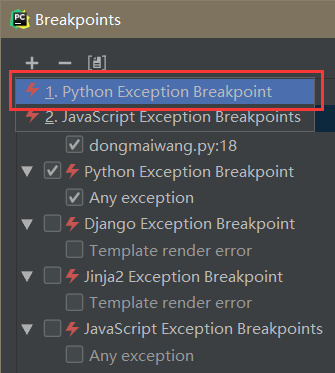 PC Breakpoints
1. Python Exception Breakpoint
2. JavaScript Exception Breakpoints
dongmaiwang.py:18
Python Exception Breakpoint
Any exception
Django Exception Breakpoint
Template render error
Jinja2 Exception Breakpoint
Template render error
JavaScript Exception Breakpoints
Any exception